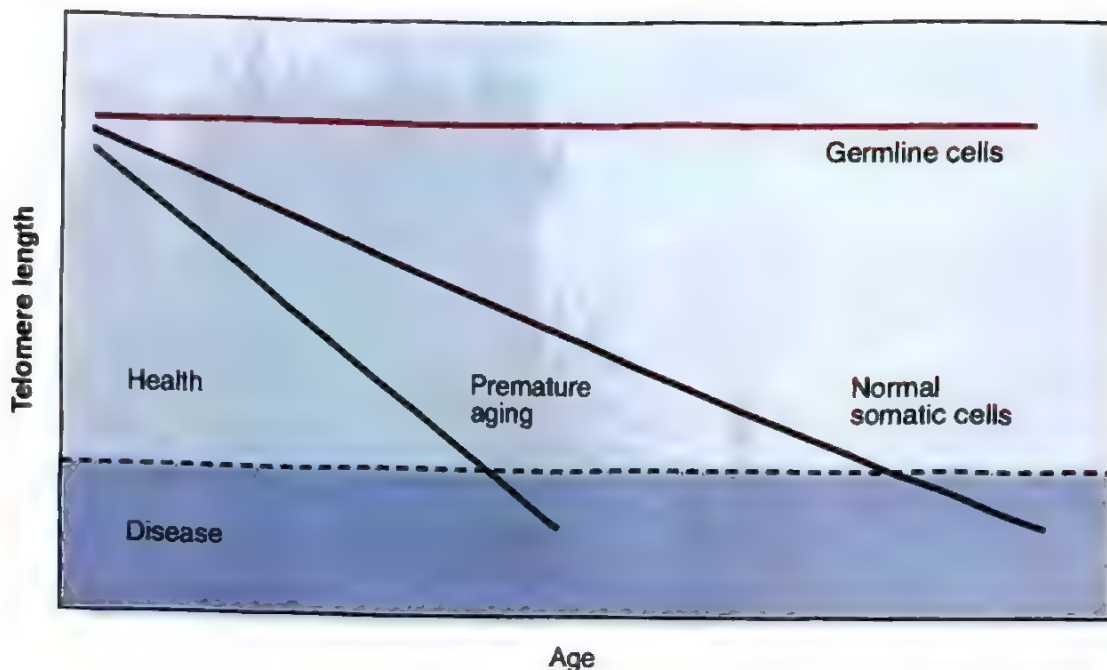 Telomere length
Germline cells
Health
Premature
aging
Normal
somatic cells
Disease
Age